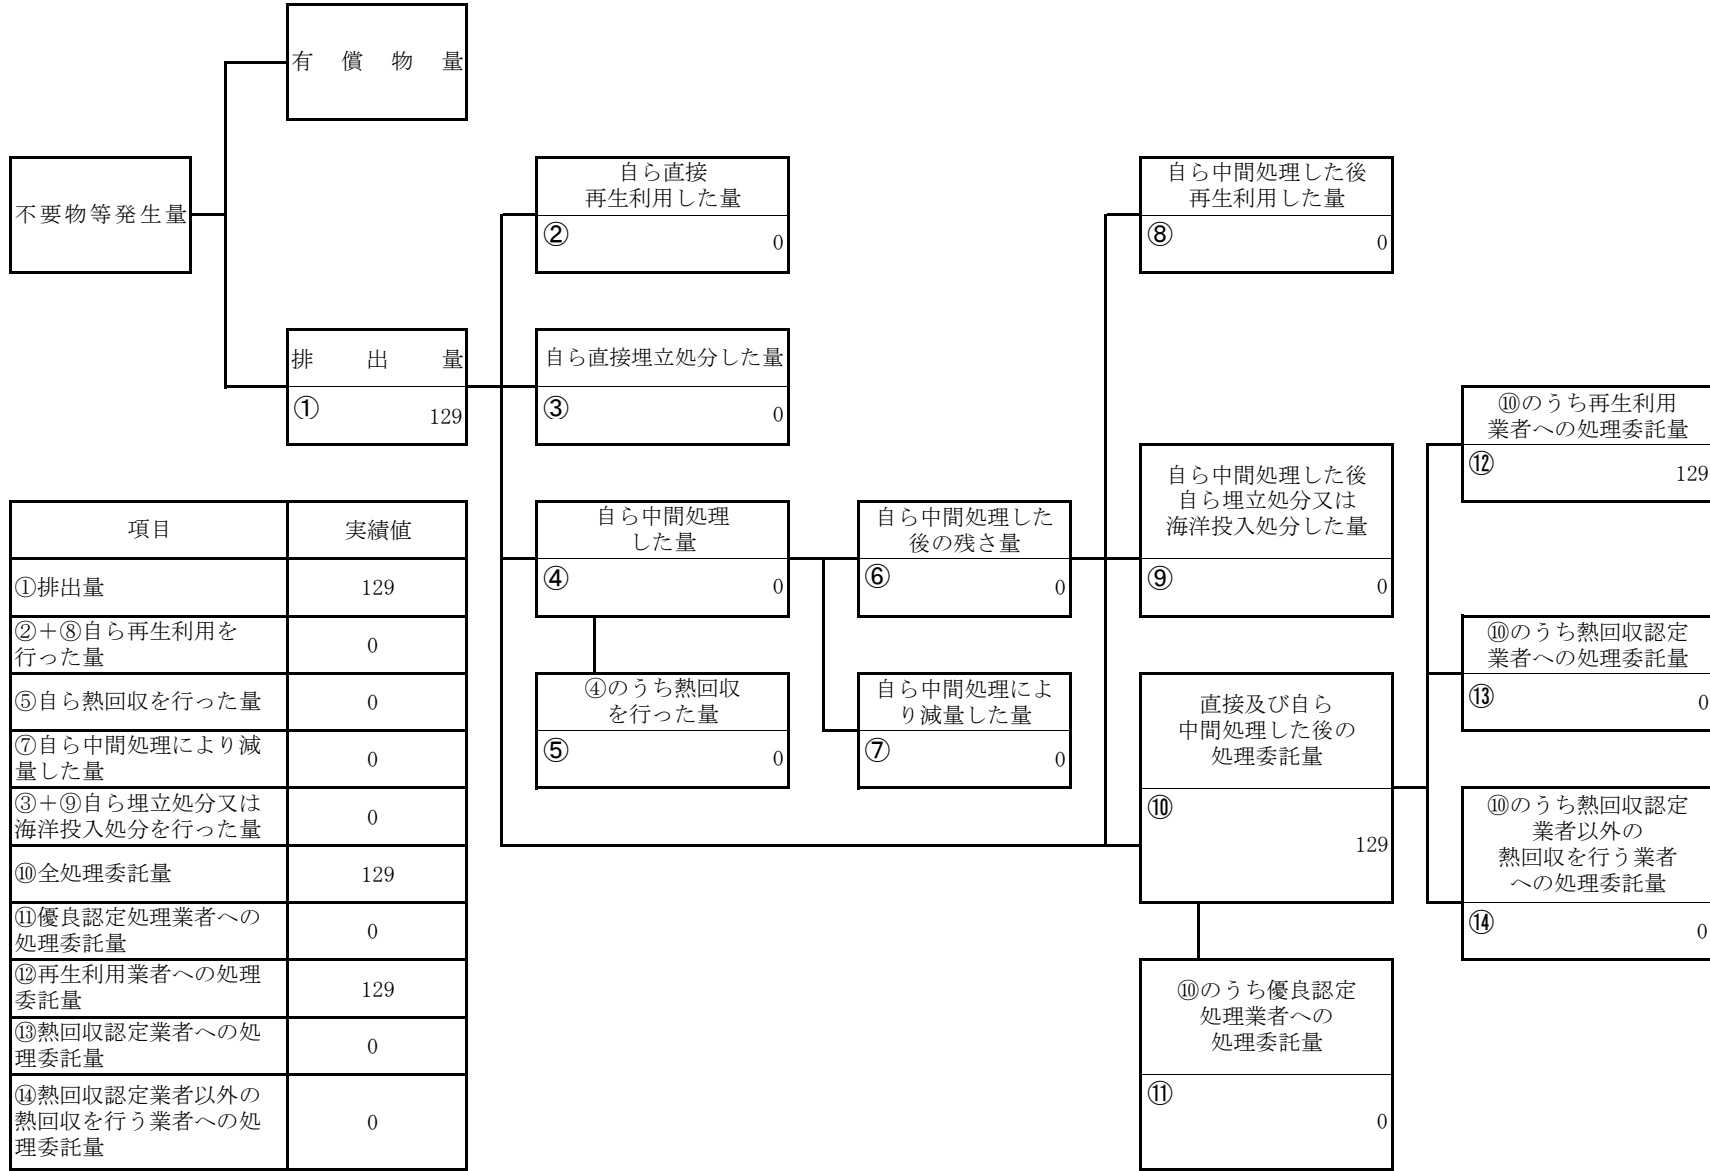 有償物量
不要物等発生量
自ら直接
再生利用した量
② 0
自ら中間処理した後
再生利用した量
⑧ 0
排出量
① 129
自ら直接埋立処分した量
③ 0
⑩のうち再生利用
業者への処理委託量
⑫ 129
自ら中間処理
した量
④ 0
自ら中間処理した
後の残さ量
⑥ 0
自ら中間処理した後
自ら埋立処分又は
海洋投入処分した量
⑨ 0
⑩のうち熱回収認定
業者への処理委託量
⑬ 0
④のうち熱回収
を行った量
⑤ 0
自ら中間処理によ
り減量した量
⑦ 0
直接及び自ら
中間処理した後の
処理委託量
⑩
129
⑩のうち熱回収認定
業者以外の
熱回収を行う業者
への処理委託量
⑭ 0
⑩のうち優良認定
処理業者への
処理委託量
⑪
0
項目 実績値
①排出量 129
②＋⑧自ら再生利用を
行った量 0
⑤自ら熱回収を行った量 0
⑦自ら中間処理により減
量した量 0
③＋⑨自ら埋立処分又は
海洋投入処分を行った量 0
⑩全処理委託量 129
⑪優良認定処理業者への
処理委託量 0
⑫再生利用業者への処理
委託量 129
⑬熱回収認定業者への処
理委託量 0
⑭熱回収認定業者以外の
熱回収を行う業者への処
理委託量 0